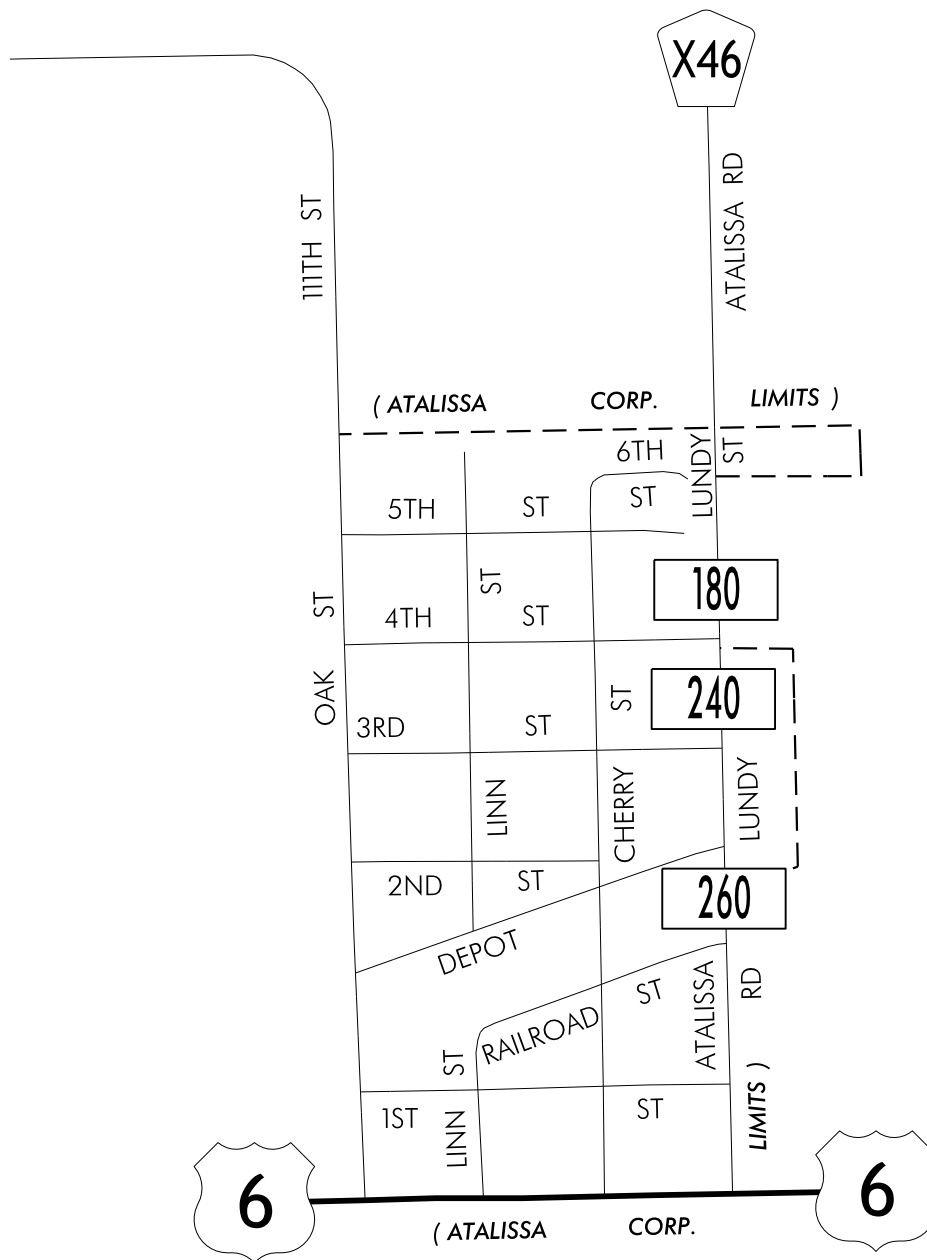 X46
ATALISSA RD
111TH ST
( ATALISSA CORP. LIMITS )
6TH ST
LUNDY ST
5TH ST
180
ST
4TH ST
OAK ST
240
ST
3RD ST
LINN
CHERRY
LUNDY
2ND ST
260
DEPOT
ATALISSA RD
RAILROAD ST
ST
1ST ST
LINN
LIMITS )
6
6
( ATALISSA CORP.